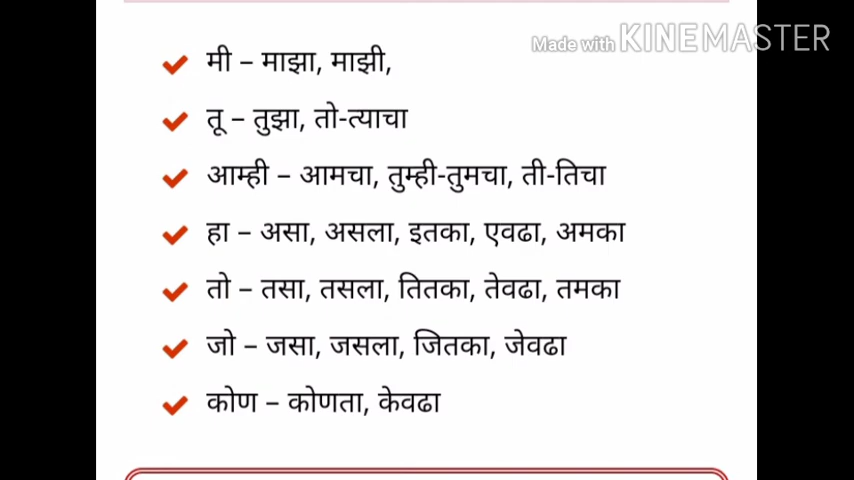 Made with KINEMASTER
मी – माझा, माझी,
तू – तुझा, तो-त्याचा
आम्ही – आमचा, तुम्ही-तुमचा, ती-तिचा
हा – असा, असला, इतका, एवढा, अमका
तो – तसा, तसला, तितका, तेवढा, तमका
जो – जसा, जसला, जितका, जेवढा
कोण – कोणता, केवढा